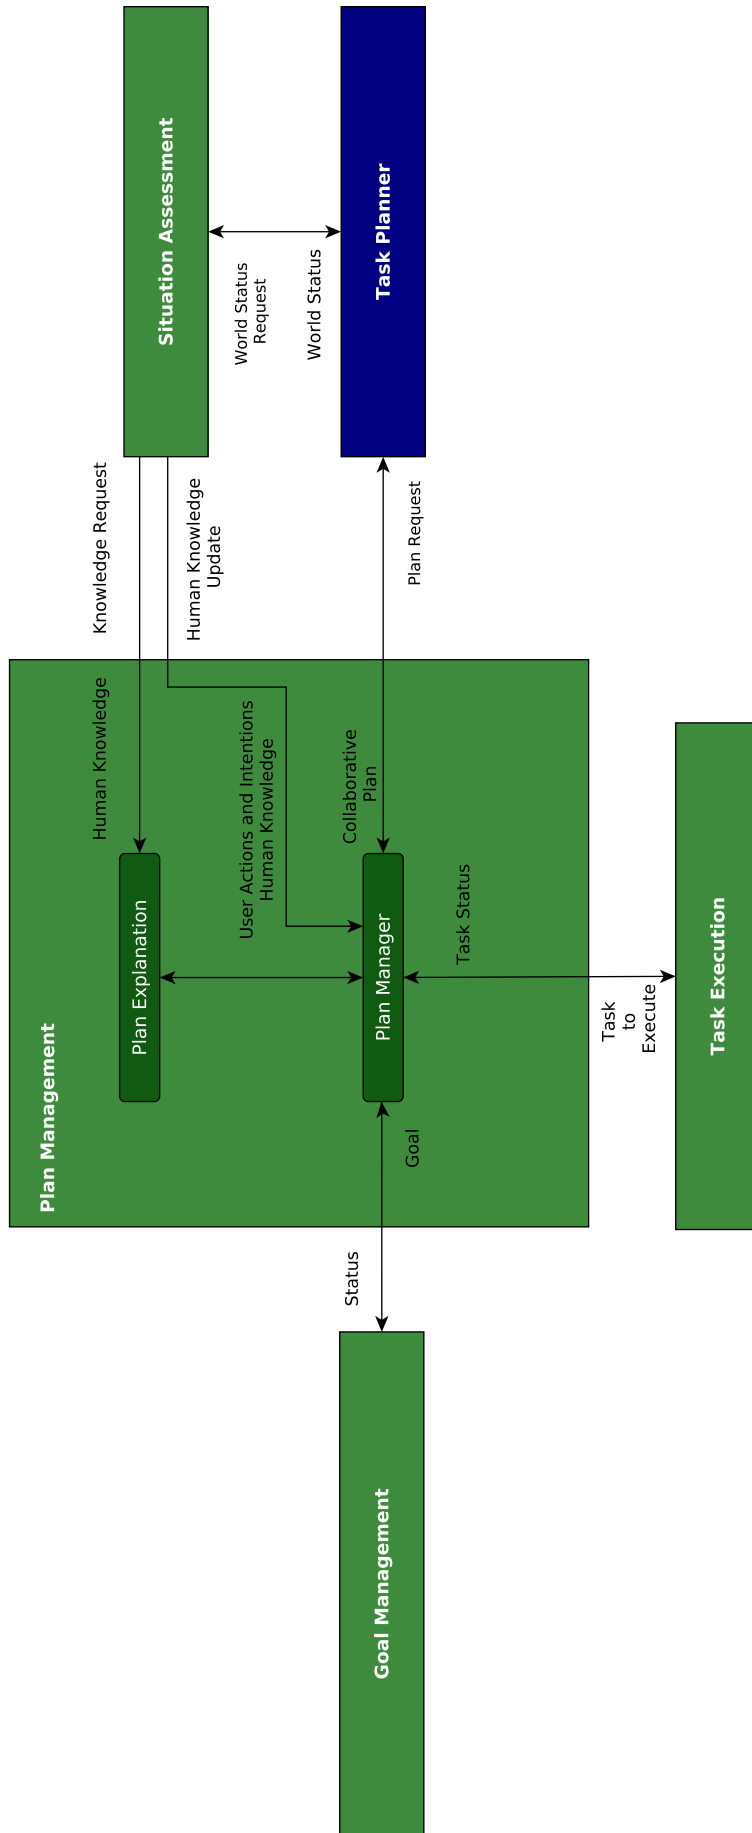 Situation Assessment
Task Planner
World Status
Request
World Status
Knowledge Request
Human Knowledge
Update
Plan Request
Plan Management
Human Knowledge
User Actions and Intentions
Human Knowledge
Collaborative
Plan
Plan Explanation
Plan Manager
Task Status
Task
to
Execute
Task Execution
Goal
Status
Goal Management